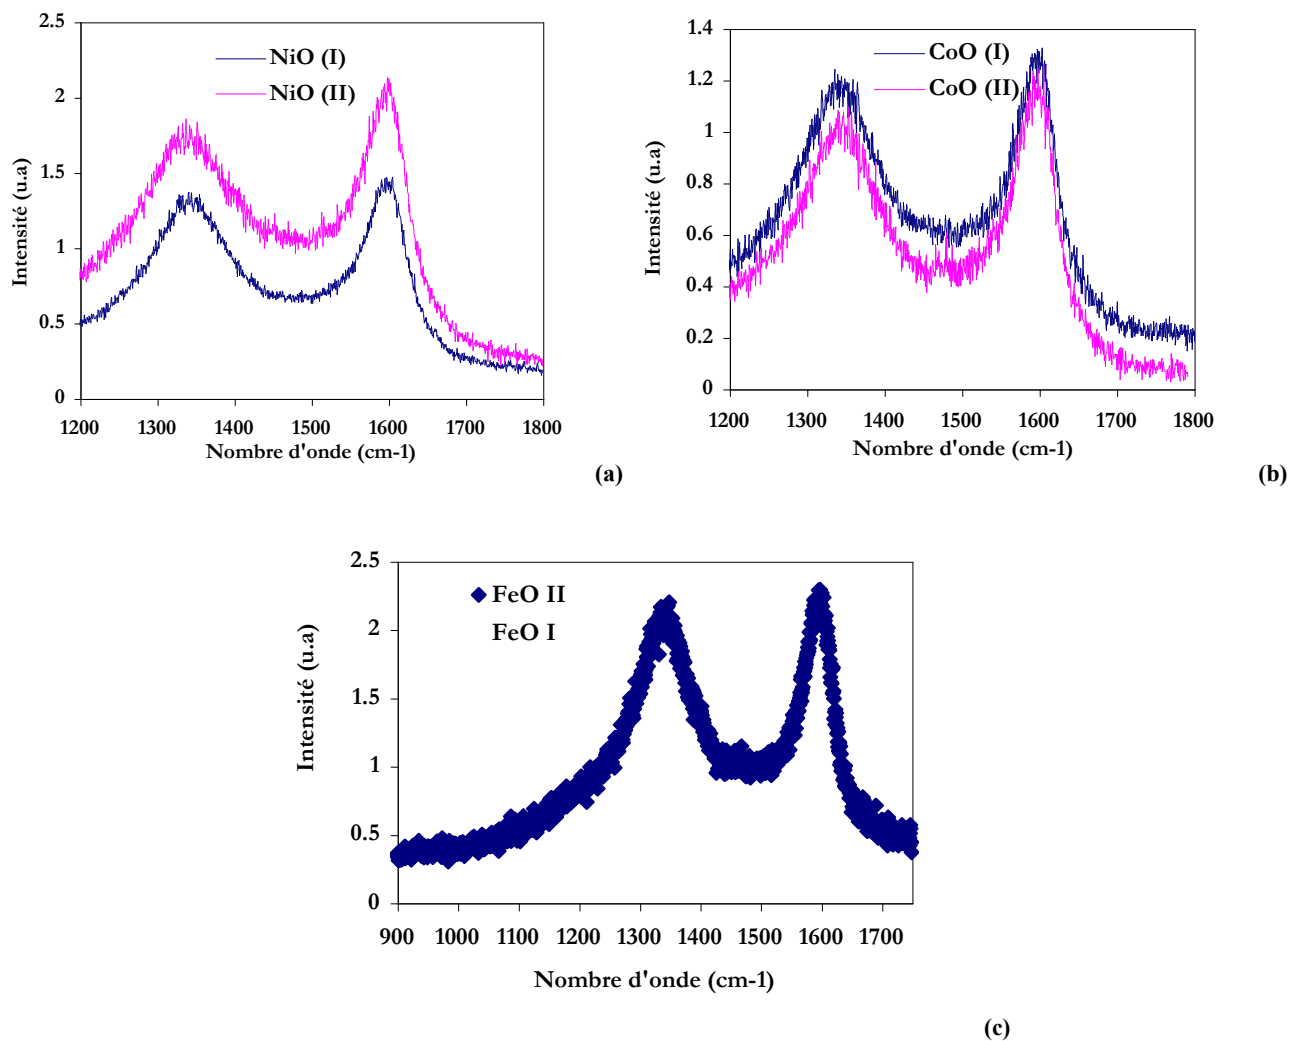 2.5
2
1.5
1
0.5
0
NiO (I)
NiO (II)
Intensité (u.a)
1200 1300 1400 1500 1600 1700 1800
Nombre d'onde (cm-1)
(a)
1.4
1.2
1
0.8
0.6
0.4
0.2
0
CoO (I)
CoO (II)
Intensité (u.a)
1200 1300 1400 1500 1600 1700 1800
Nombre d'onde (cm-1)
(b)
2.5
2
1.5
1
0.5
0
FeO II
FeO I
Intensité (u.a)
900 1000 1100 1200 1300 1400 1500 1600 1700
Nombre d'onde (cm-1)
(c)